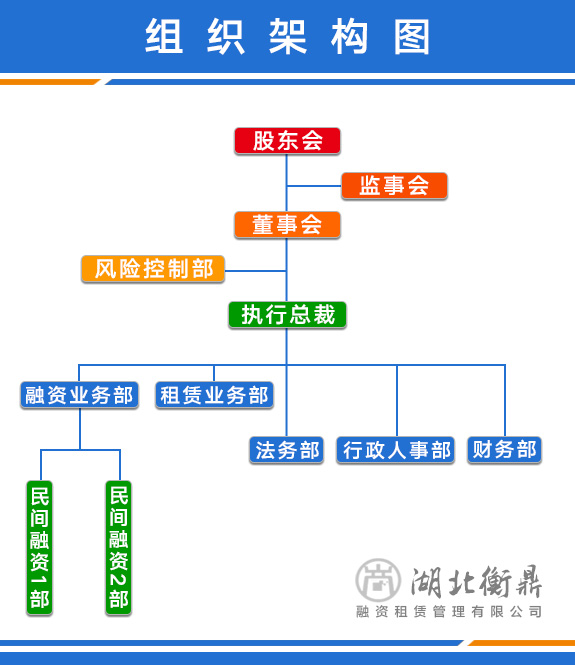 组织架构图
股东会
监事会
董事会
风险控制部
执行总裁
融资业务部
租赁业务部
法务部
行政人事部
财务部
民间融资1部
民间融资2部
湖北衡鼎
融资租赁管理有限公司